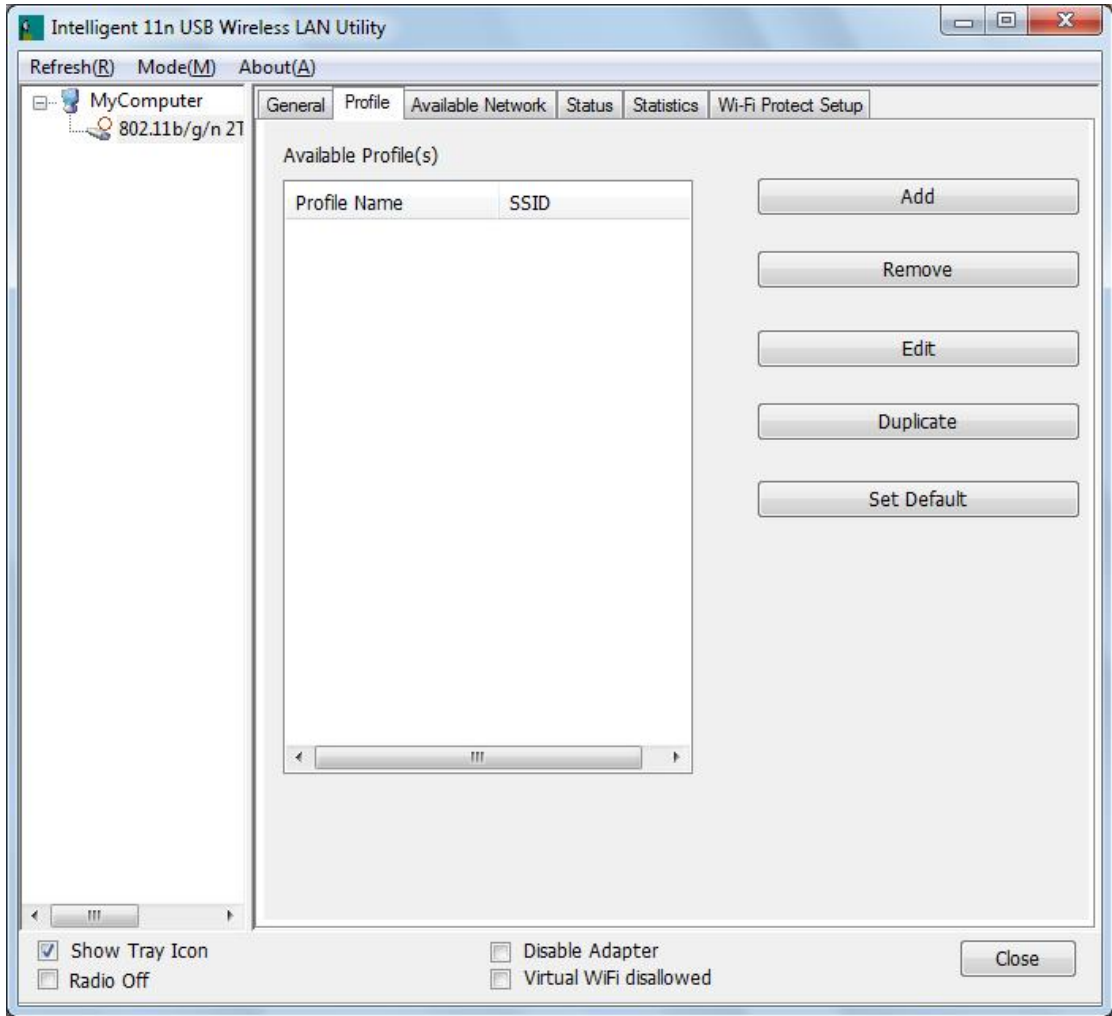 Intelligent 11n USB Wireless LAN Utility
Refresh(R) Mode(M) About(A)
MyComputer
802.11b/g/n 2T
General Profile Available Network Status Statistics Wi-Fi Protect Setup
Available Profile(s)
Profile Name SSID
Add
Remove
Edit
Duplicate
Set Default
Show Tray Icon
Radio Off
Disable Adapter
Virtual WiFi disallowed
Close